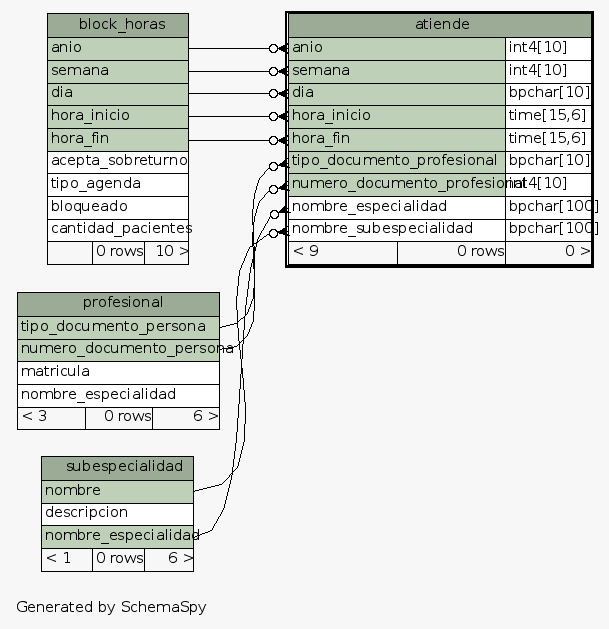 block_horas
anio
semana
dia
hora_inicio
hora_fin
acepta_sobreturno
tipo_agenda
bloqueado
cantidad_pacientes
0 rows 10 >
atiende
anio int4[10]
semana int4[10]
dia bpchar[10]
hora_inicio time[15,6]
hora_fin time[15,6]
tipo_documento_profesional bpchar[10]
numero_documento_profesional int4[10]
nombre_especialidad bpchar[100]
nombre_subespecialidad bpchar[100]
< 9 0 rows 0 >
profesional
tipo_documento_persona
numero_documento_persona
matricula
nombre_especialidad
< 3 0 rows 6 >
subespecialidad
nombre
descripcion
nombre_especialidad
< 1 0 rows 6 >
Generated by SchemaSpy